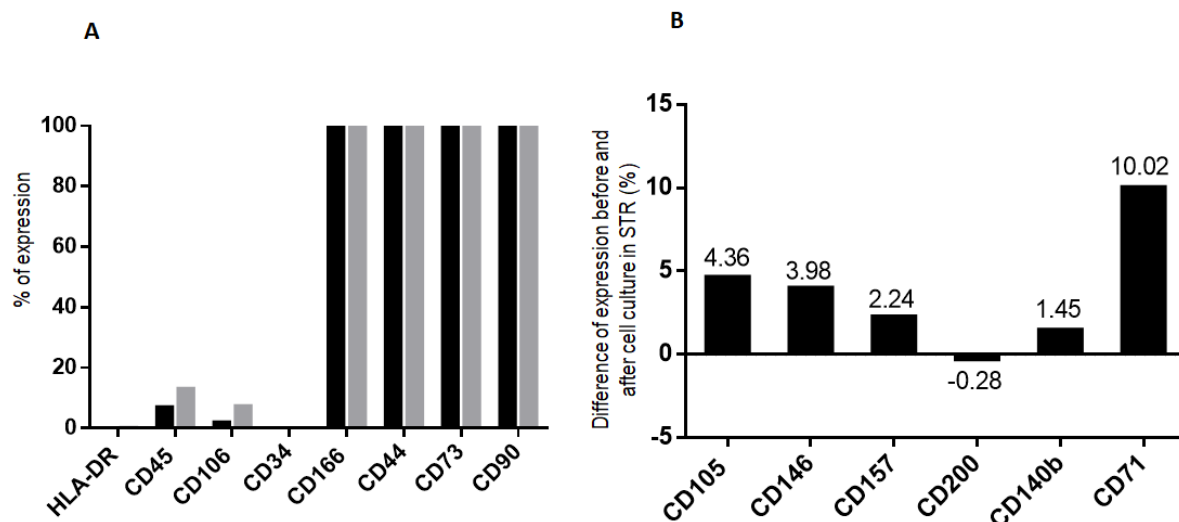 A
% of expression
100
80
60
40
20
0
HLA-DR
CD45
CD106
CD34
CD166
CD44
CD73
CD90
B
Difference of expression before and
after cell culture in STR (%)
15
10
5
0
-5
4.36
3.98
2.24
-0.28
1.45
10.02
CD105
CD146
CD157
CD200
CD140b
CD71